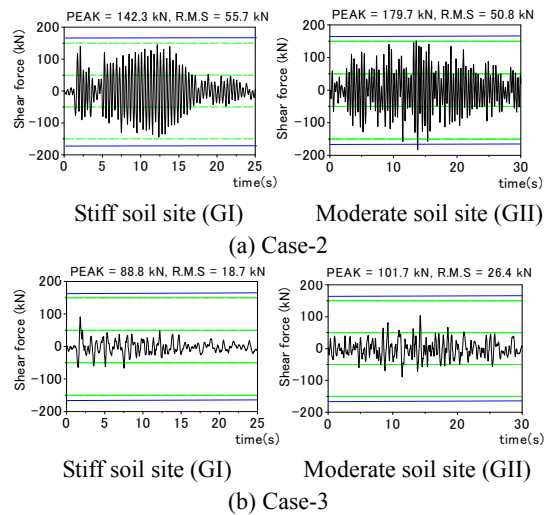 PEAK = 142.3 kN, R.M.S = 55.7 kN PEAK = 179.7 kN, R.M.S = 50.8 kN
Shear force (kN)
200
100
0
−100
−200
0 5 10 15 20 25
time(s)
Shear force (kN)
200
100
0
−100
200
0 10 20 30
time(s)
Stiff soil site (GI) Moderate soil site (GII)
(a) Case-2
PEAK = 88.8 kN, R.M.S = 18.7 kN PEAK = 101.7 kN, R.M.S = 26.4 kN
Shear force (kN)
200
100
0
−100
−200
0 5 10 15 20 25
time(s)
Shear force (kN)
200
100
0
−100
−200
0 10 20 30
time(s)
Stiff soil site (GI) Moderate soil site (GII)
(b) Case-3